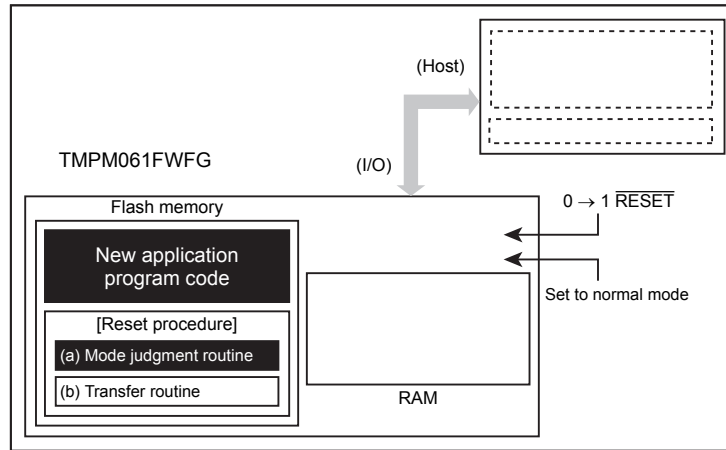 (Host)
TMPM061FWFG
(I/O)
Flash memory
0 → 1 RESET
New application
program code
Set to normal mode
[Reset procedure]
(a) Mode judgment routine
(b) Transfer routine
RAM